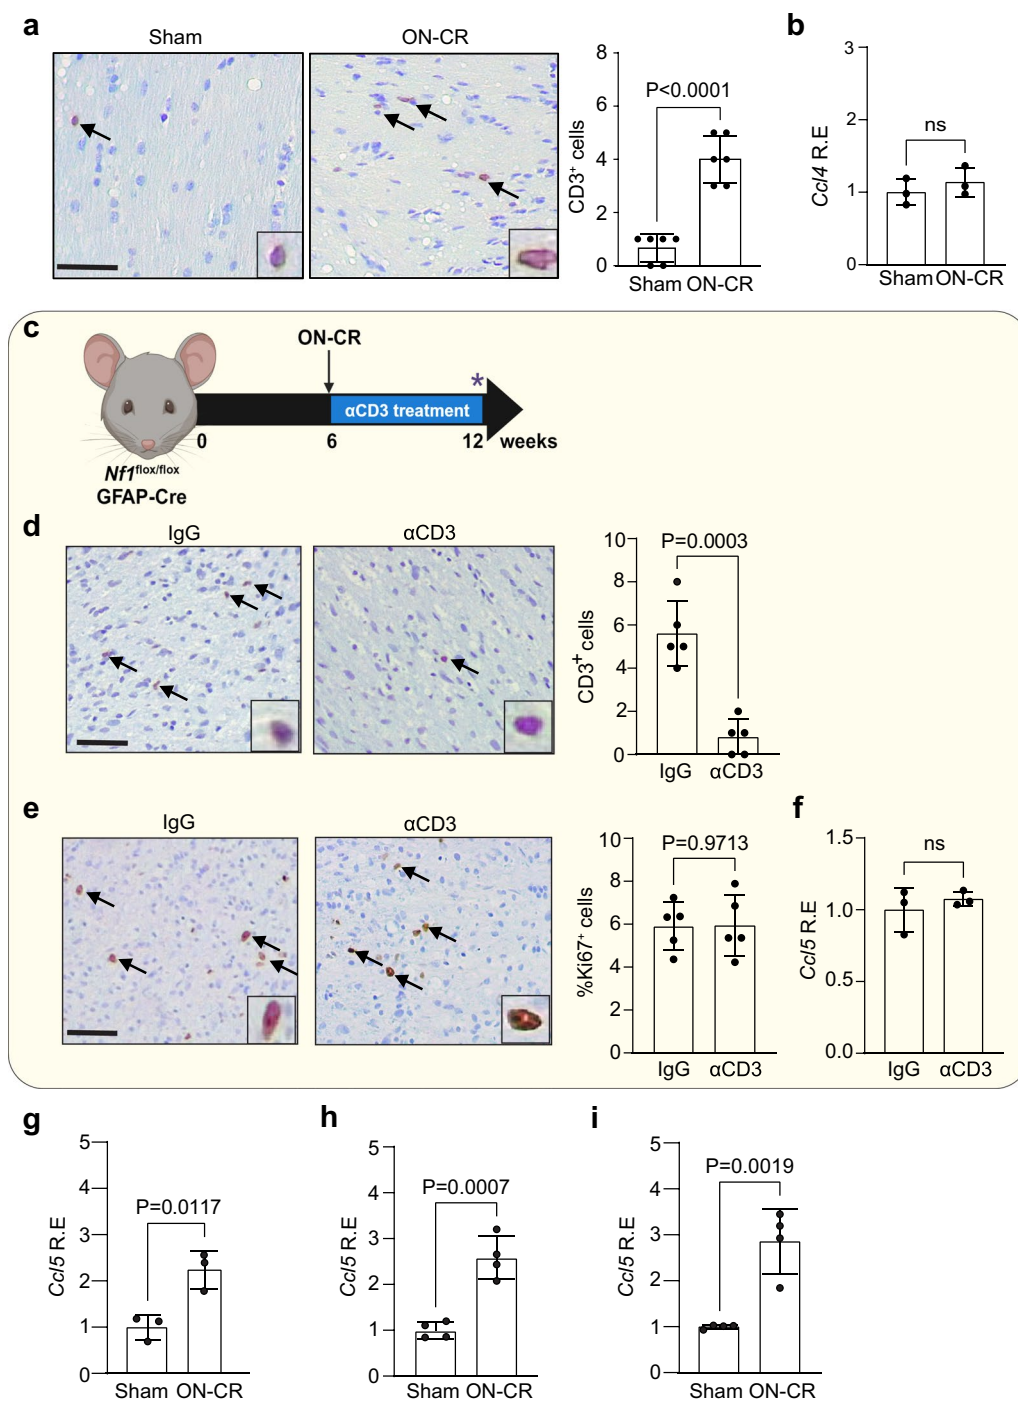 a
Sham
ON-CR
CD3⁺ cells
8
6
4
2
0
P<0.0001
Sham ON-CR
b
Ccl4 R.E
3
2
1
0
ns
Sham ON-CR
c
ON-CR
*
αCD3 treatment
0
6
12
weeks
Nf1flox/flox
GFAP-Cre
d
IgG
αCD3
CD3⁺ cells
10
8
6
4
2
0
P=0.0003
IgG αCD3
e
IgG
αCD3
%Ki67⁺ cells
10
8
6
4
2
0
P=0.9713
IgG αCD3
f
Ccl5 R.E
1.5
1.0
0.5
0.0
ns
IgG αCD3
g
Ccl5 R.E
5
4
3
2
1
0
P=0.0117
Sham ON-CR
h
Ccl5 R.E
5
4
3
2
1
0
P=0.0007
Sham ON-CR
i
Ccl5 R.E
5
4
3
2
1
0
P=0.0019
Sham ON-CR